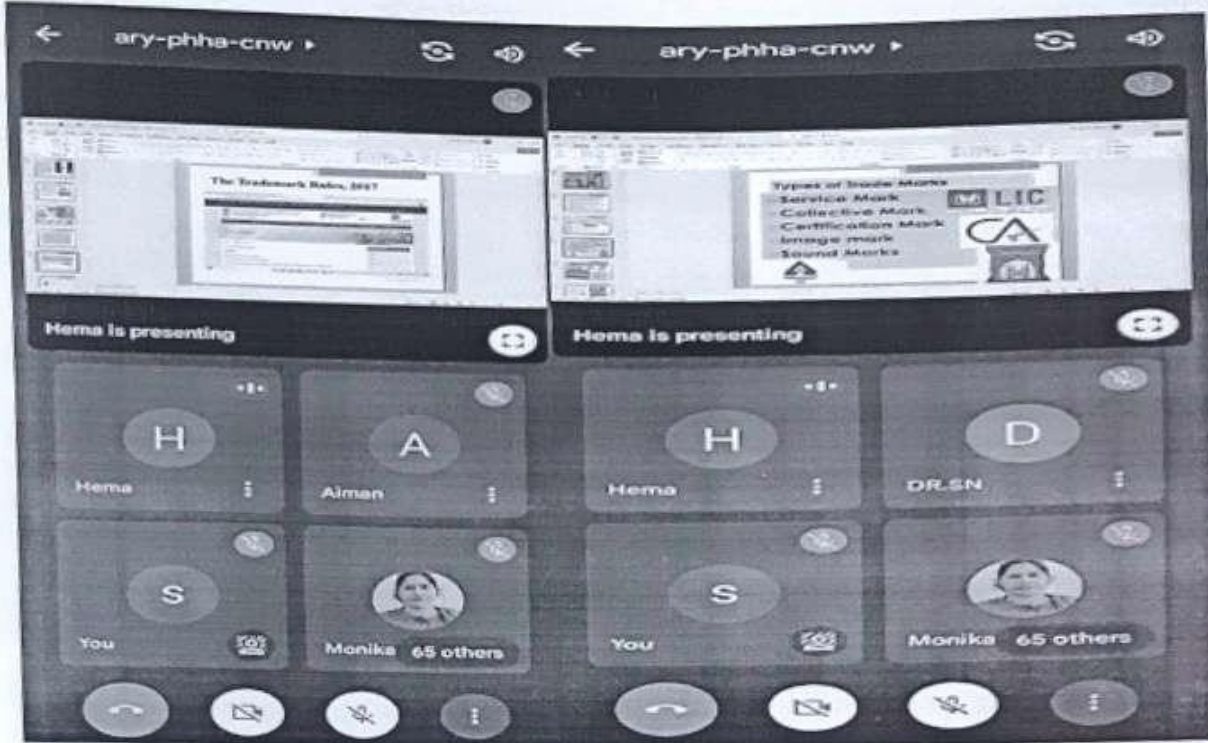 ary-phha-cnw
The Trademark Rules, 2017
Hema is presenting
H
Hema
A
Aiman
S
You
Monika
65 others
ary-phha-cnw
Types of Trade Marks
- Service Mark
- Collective Mark
- Certification Mark
- Image mark
- Sound Marks
LIC
CA
Hema is presenting
H
Hema
D
DR.SN
S
You
Monika
65 others